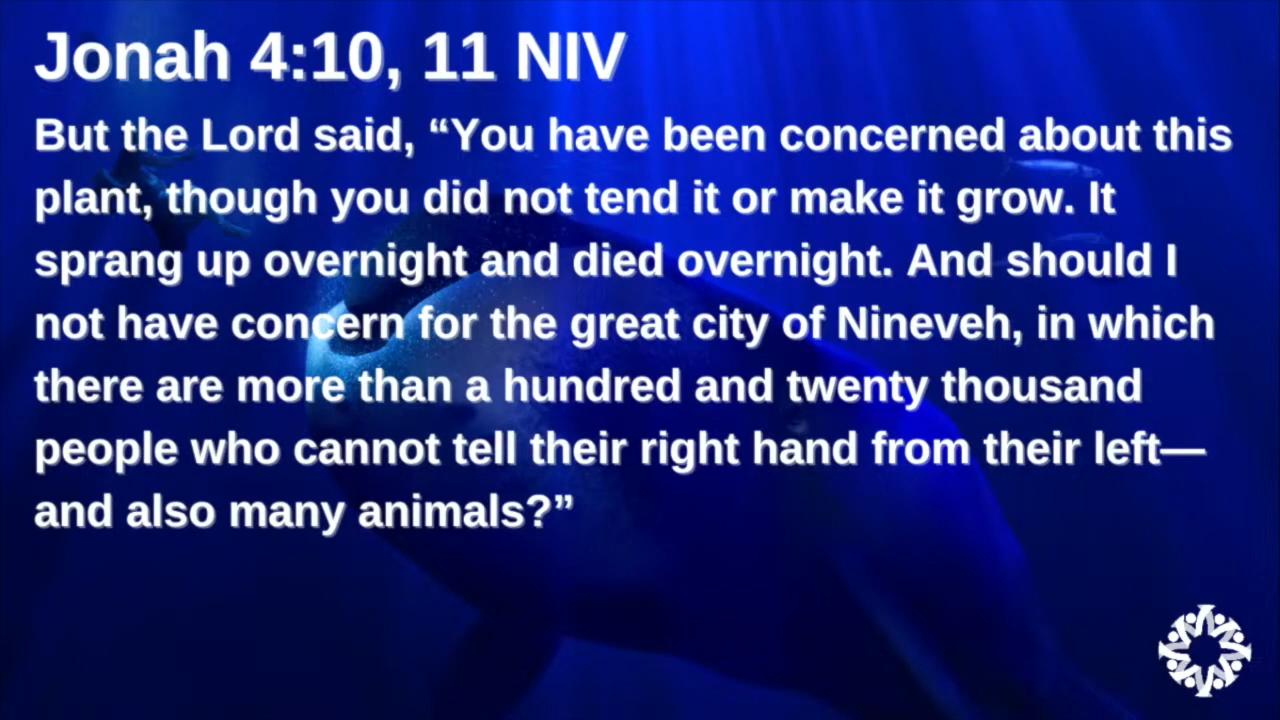 Jonah 4:10, 11 NIV
But the Lord said, “You have been concerned about this
plant, though you did not tend it or make it grow. It
sprang up overnight and died overnight. And should I
not have concern for the great city of Nineveh, in which
there are more than a hundred and twenty thousand
people who cannot tell their right hand from their left—
and also many animals?”